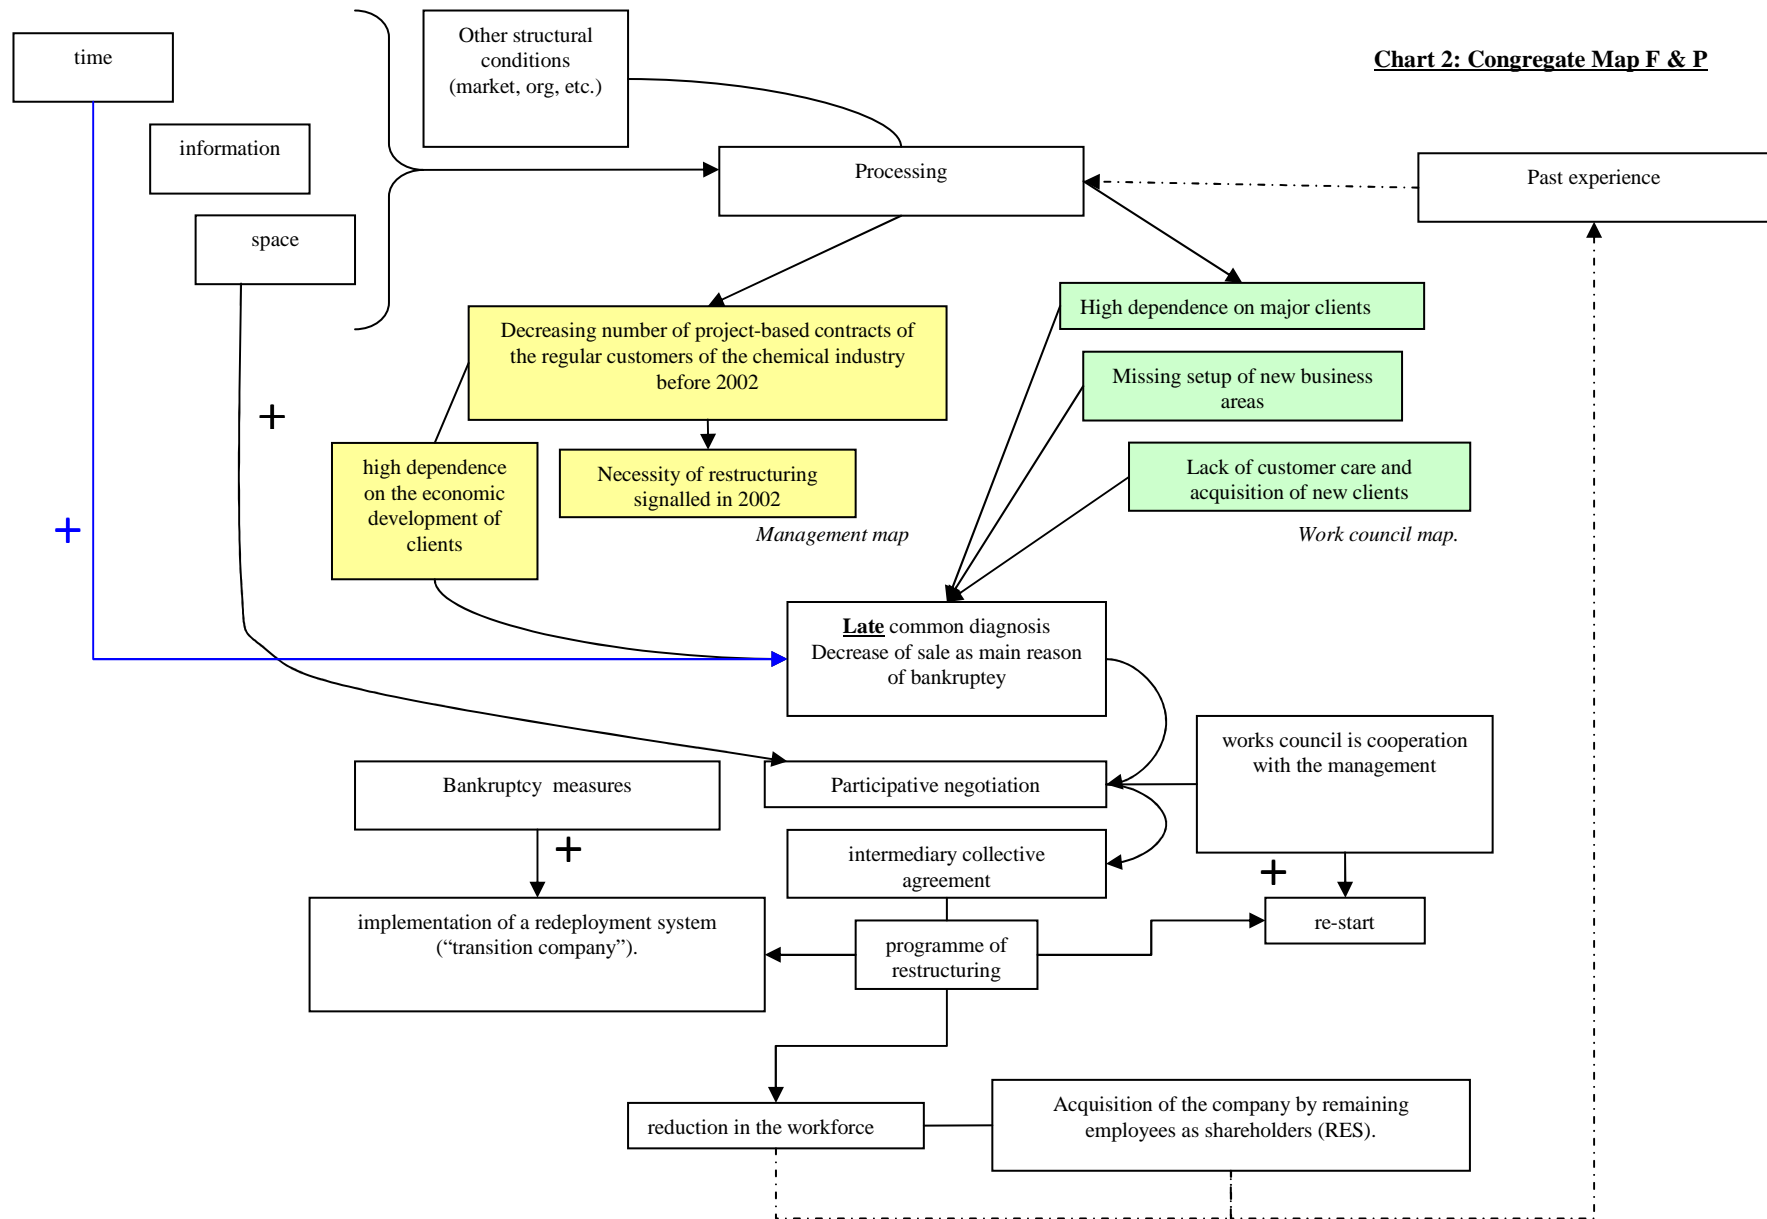 Chart 2: Congregate Map F & P
time
Other structural
conditions
(market, org, etc.)
information
Processing
Past experience
space
Decreasing number of project-based contracts of
the regular customers of the chemical industry
before 2002
High dependence on major clients
Missing setup of new business
areas
+
high dependence
on the economic
development of
clients
Necessity of restructuring
signalled in 2002
Lack of customer care and
acquisition of new clients
+
Management map
Work council map.
Late common diagnosis
Decrease of sale as main reason
of bankruptey
works council is cooperation
with the management
Bankruptcy measures
Participative negotiation
+
intermediary collective
agreement
+
implementation of a redeployment system
(“transition company”).
programme of
restructuring
re-start
reduction in the workforce
Acquisition of the company by remaining
employees as shareholders (RES).